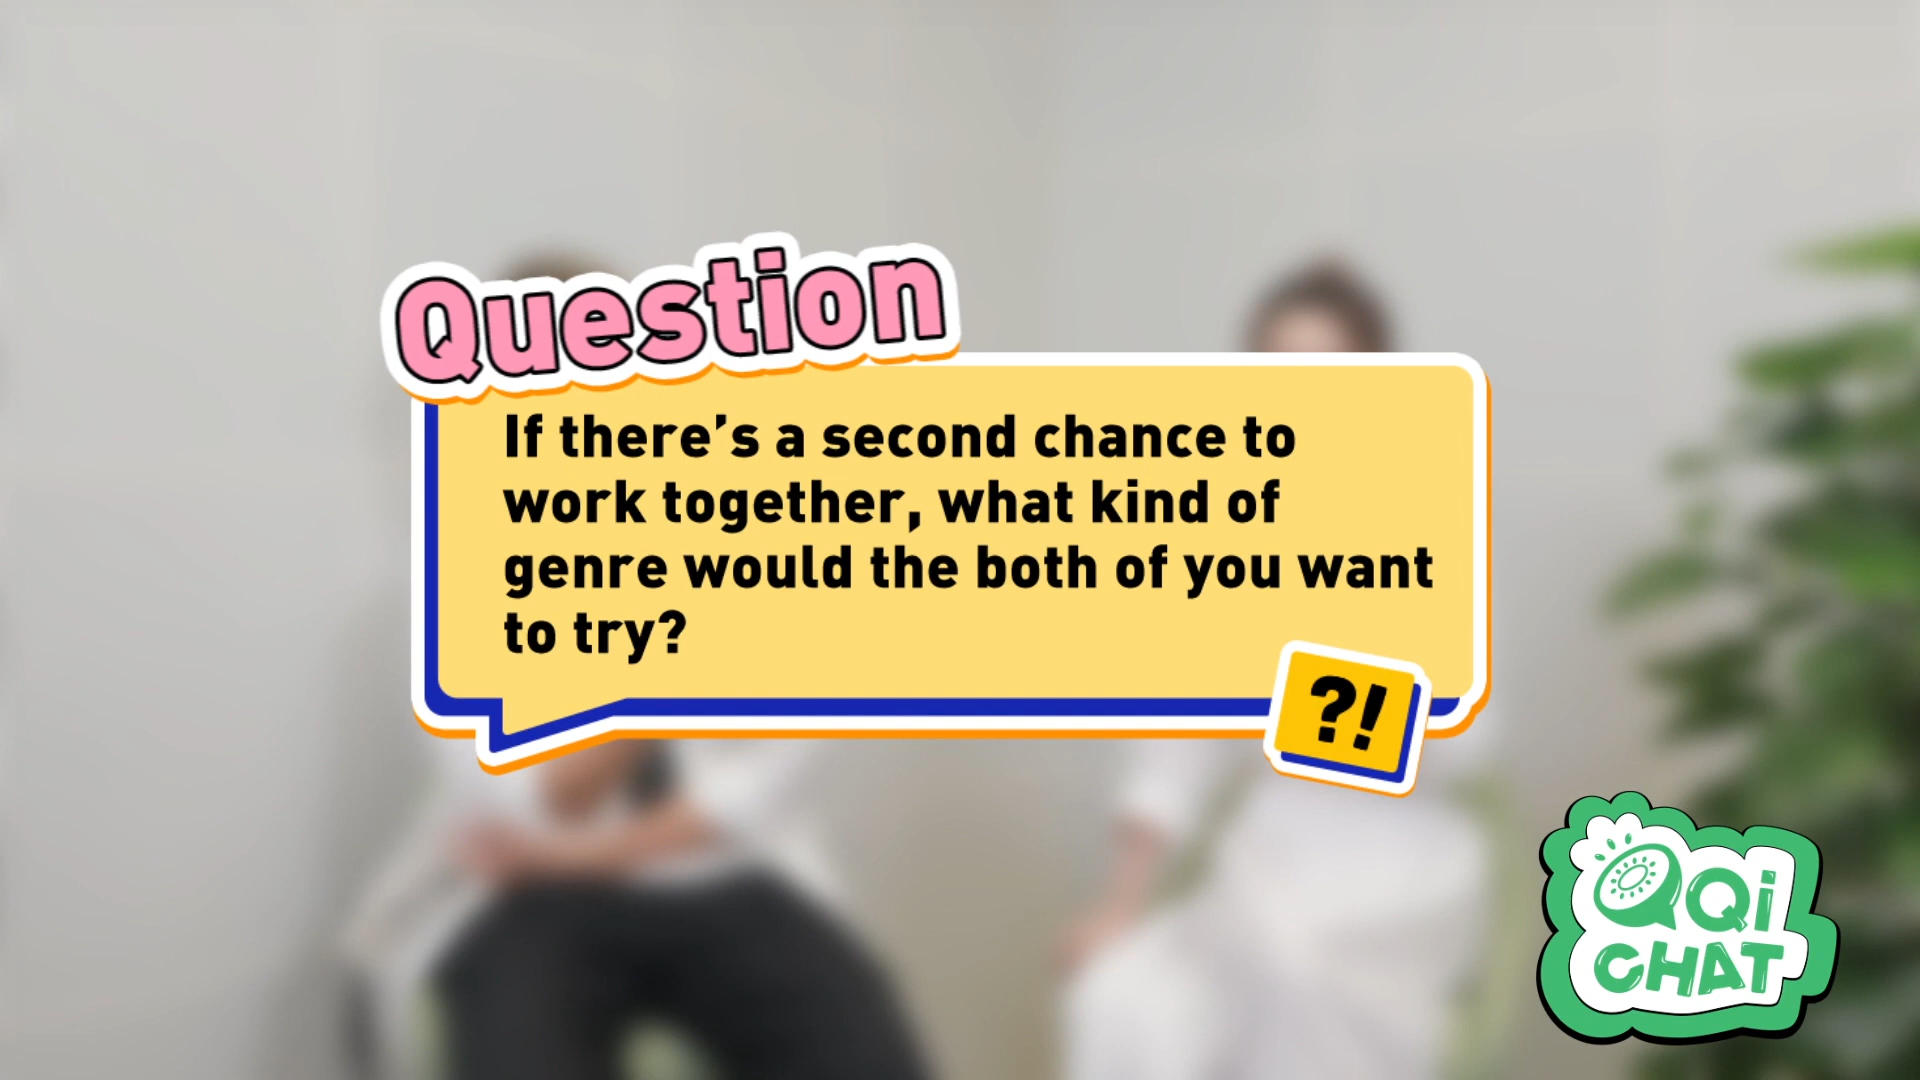 Question
If there’s a second chance to
work together, what kind of
genre would the both of you want
to try?
?!
QQi
CHAT